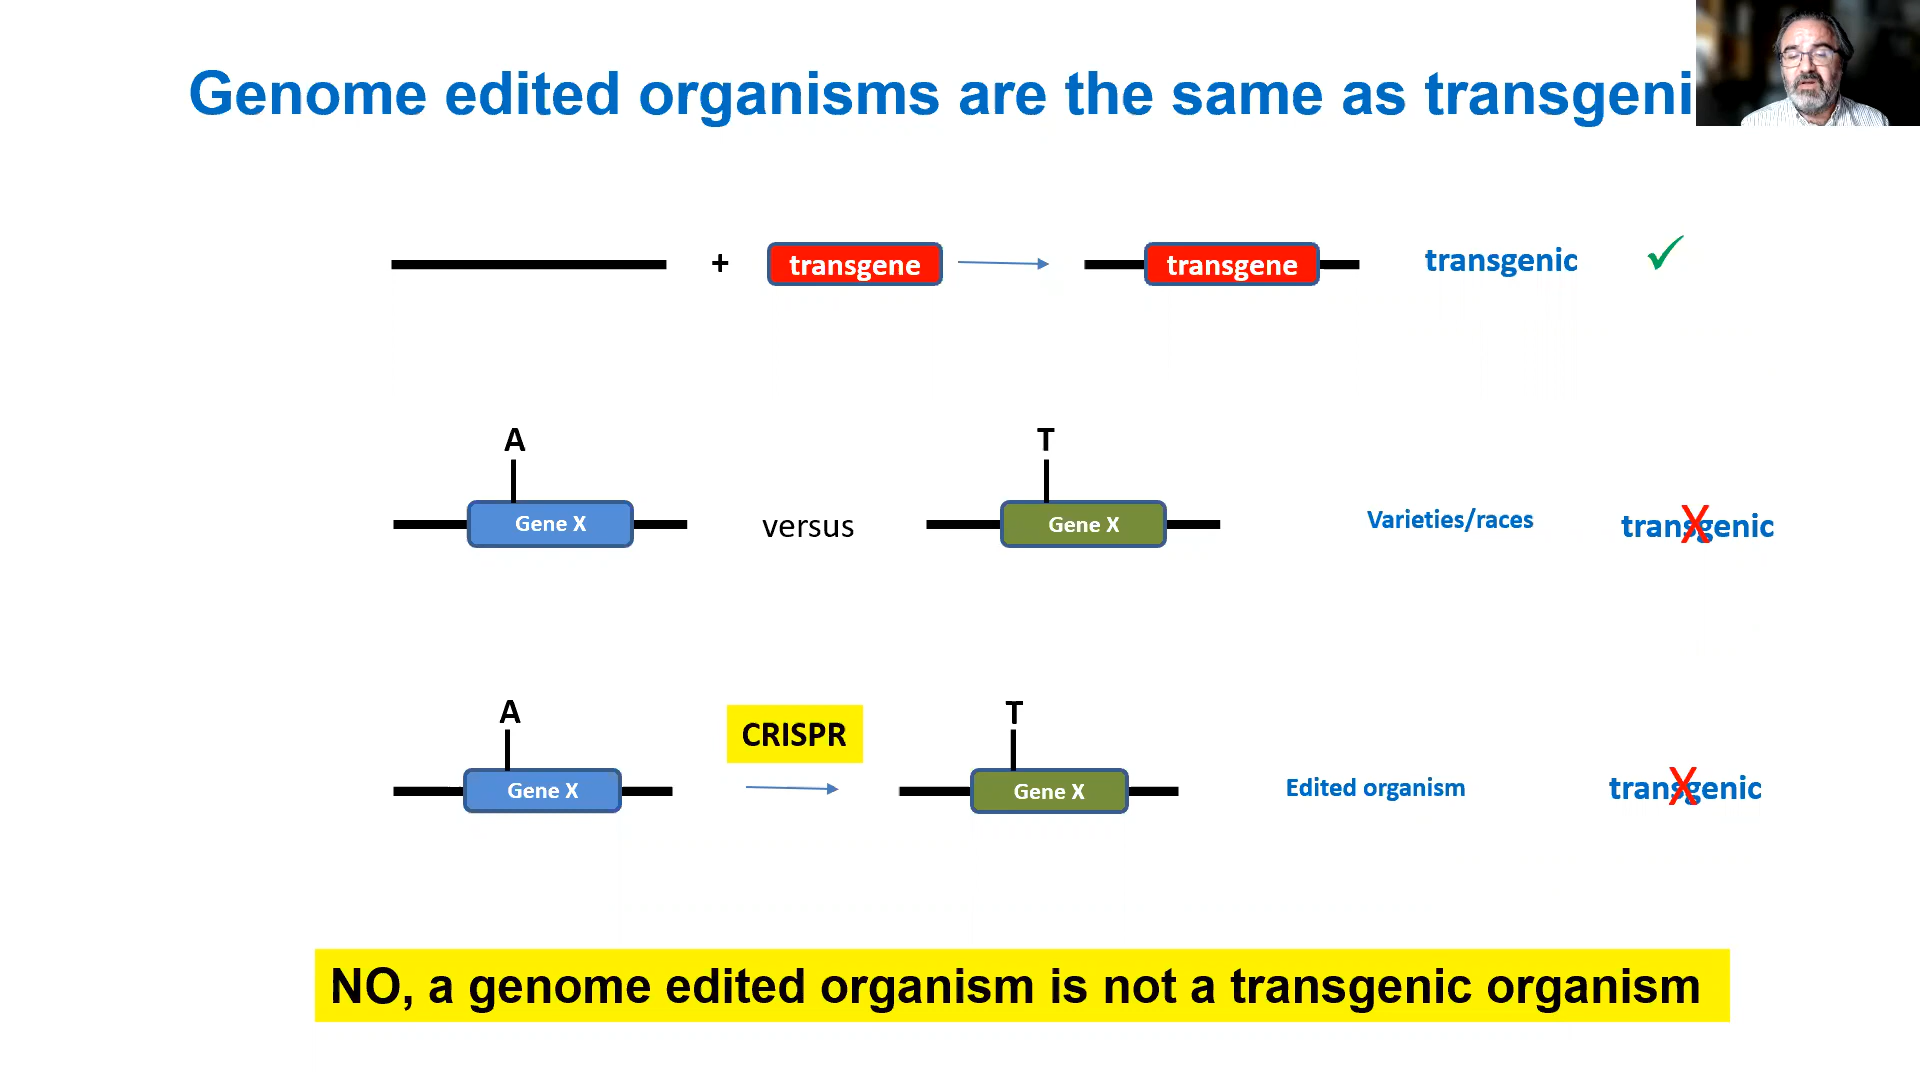 Genome edited organisms are the same as transgeni
+ transgene transgene transgenic
A T
Gene X versus Gene X Varieties/races transgenic
A CRISPR T
Gene X Gene X Edited organism transgenic
NO, a genome edited organism is not a transgenic organism